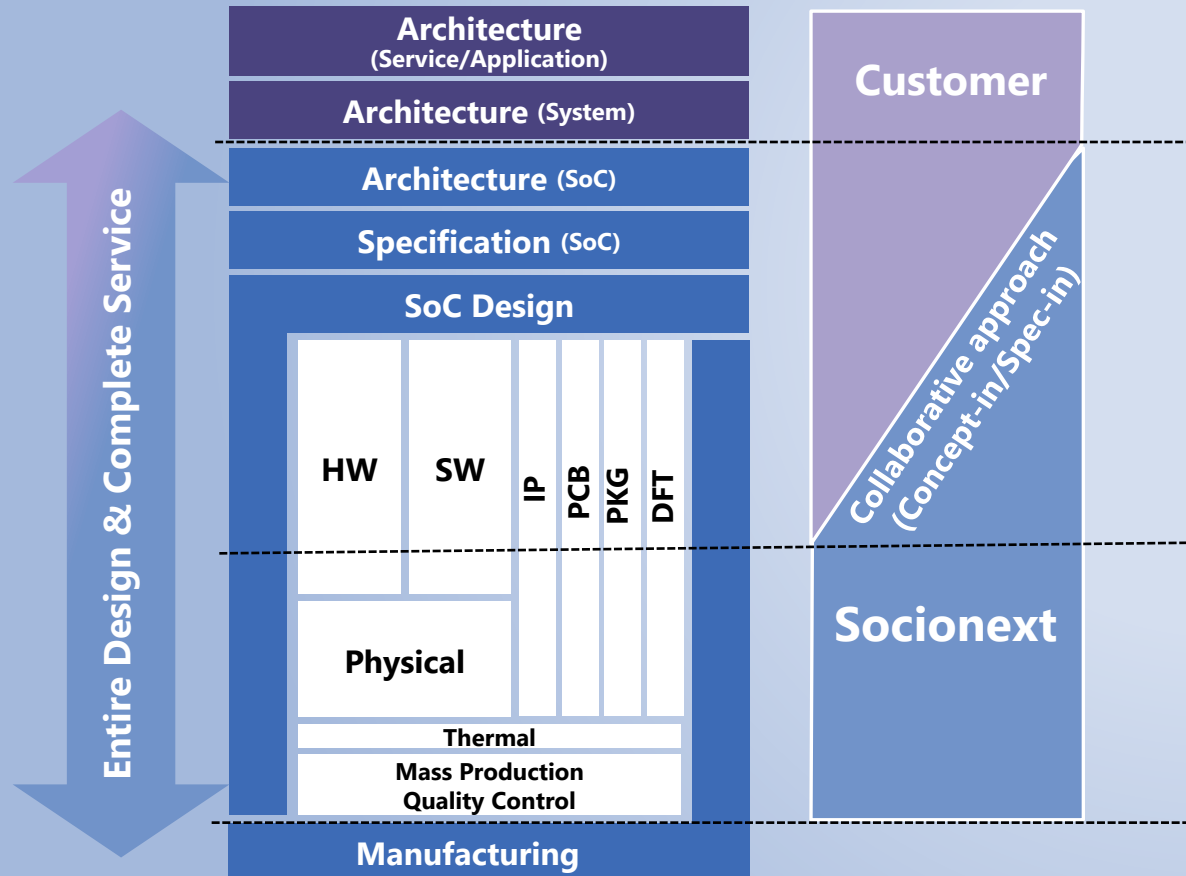 Architecture
(Service/Application)
Architecture (System)
Architecture (SoC)
Specification (SoC)
SoC Design
HW
SW
IP
PCB
PKG
DFT
Physical
Thermal
Mass Production
Quality Control
Manufacturing
Entire Design & Complete Service
Customer
Collaborative approach
(Concept-in/Spec-in)
Socionext